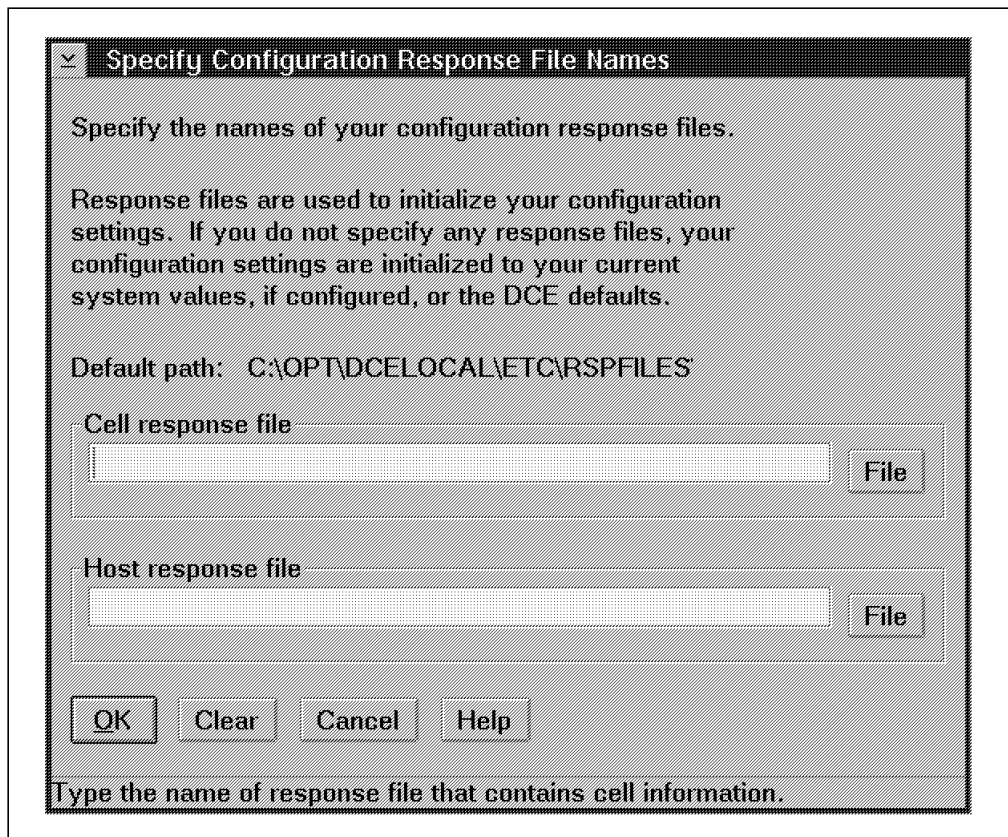 Specify Configuration Response File Names
Specify the names of your configuration response files.
Response files are used to initialize your configuration
settings. If you do not specify any response files, your
configuration settings are initialized to your current
system values, if configured, or the DCE defaults.
Default path: C:\OPT\DCELOCAL\ETC\RSPFILES'
Cell response file
File
Host response file
File
OK Clear Cancel Help
Type the name of response file that contains cell information.